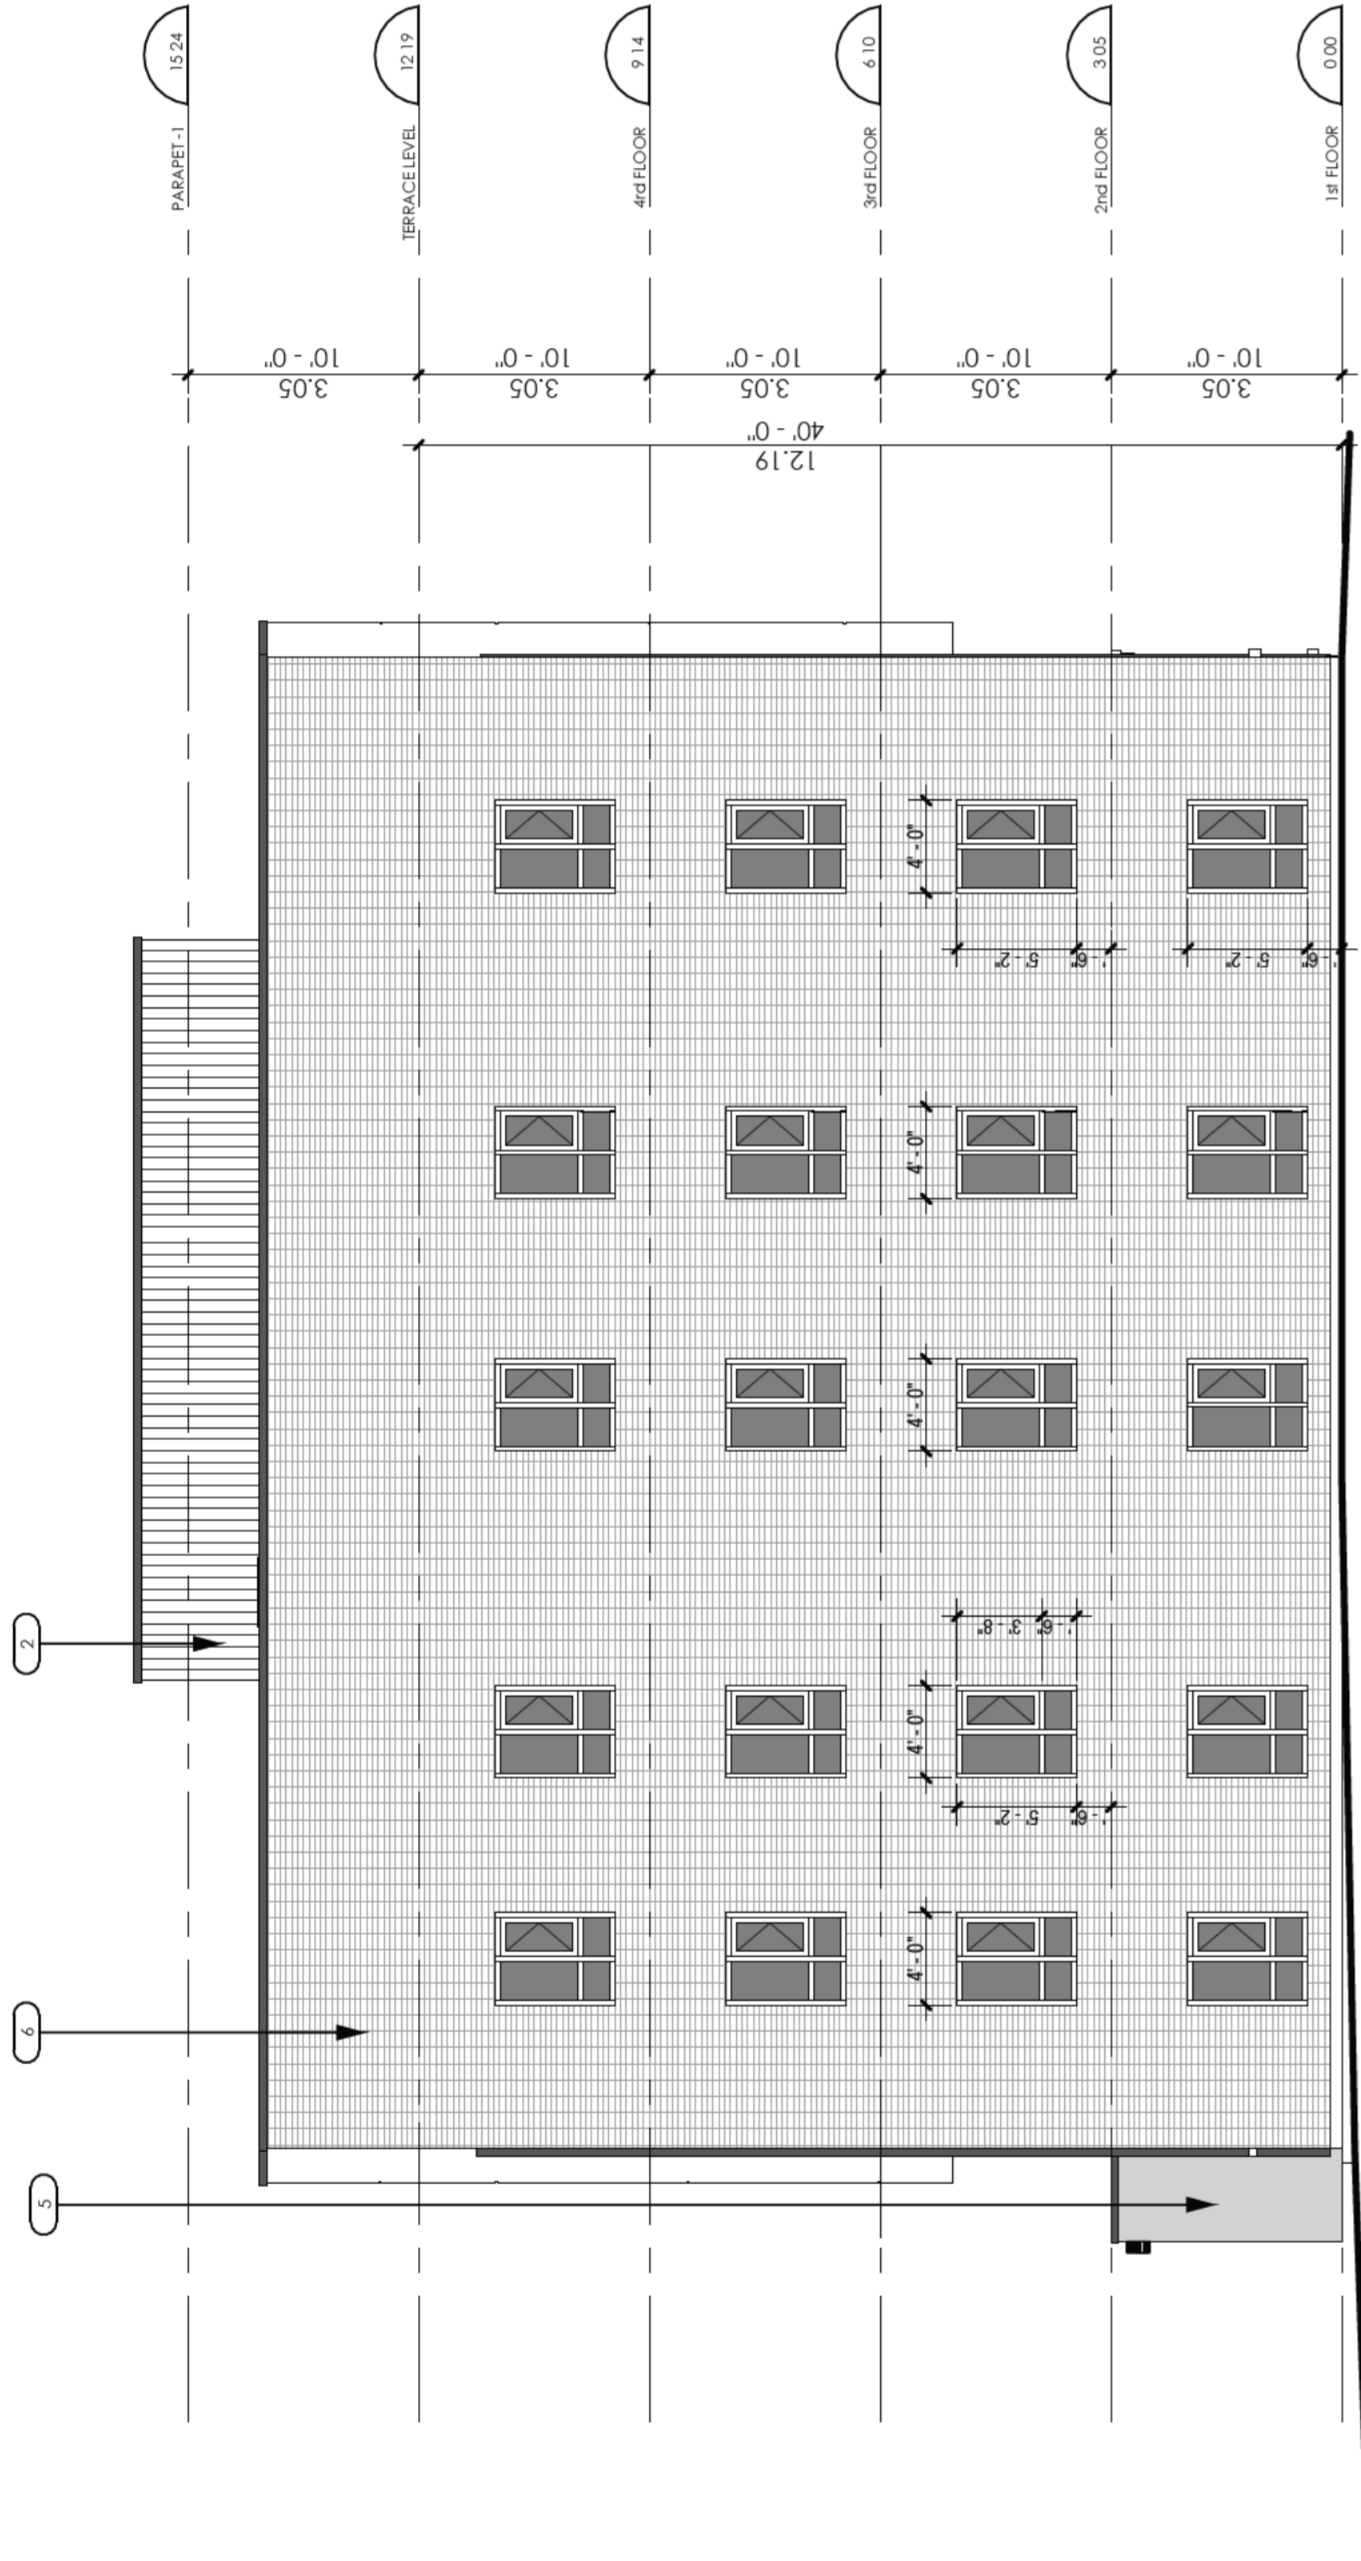 2
6
5
15 24
PARAPET -1
12 19
TERRACE LEVEL
9 14
4rd FLOOR
6 10
3rd FLOOR
3 05
2nd FLOOR
0 00
1st FLOOR
10' - 0"
3.05
10' - 0"
3.05
10' - 0"
3.05
10' - 0"
3.05
10' - 0"
3.05
40' - 0"
12.19
4' - 0"
4' - 0"
4' - 0"
4' - 0"
4' - 0"
5' - 2"
' - 6"
5' - 2"
' - 6"
3' - 8"
' - 6"
5' - 2"
' - 6"